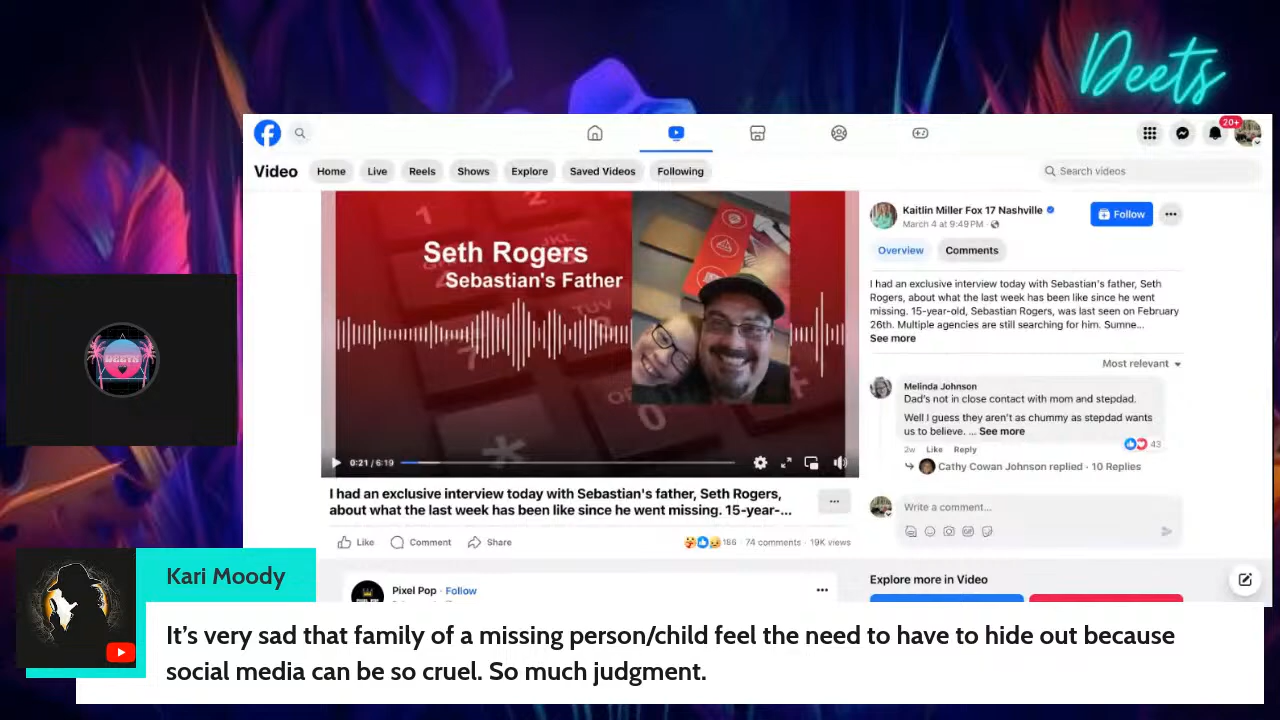 Deets
20+
Video
Home
Live
Reels
Shows
Explore
Saved Videos
Following
Search videos
Seth Rogers
Sebastian's Father
0:21 / 6:19
I had an exclusive interview today with Sebastian's father, Seth Rogers,
about what the last week has been like since he went missing. 15-year-...
Like
Comment
Share
186 · 74 comments · 19K views
Pixel Pop · Follow
Kaitlin Miller Fox 17 Nashville
March 4 at 9:49 PM ·
Follow
Overview
Comments
I had an exclusive interview today with Sebastian's father, Seth
Rogers, about what the last week has been like since he went
missing. 15-year-old, Sebastian Rogers, was last seen on February
26th. Multiple agencies are still searching for him. Sumne...
See more
Most relevant
Melinda Johnson
Dad's not in close contact with mom and stepdad.
Well I guess they aren't as chummy as stepdad wants
us to believe. ... See more
43
2w Like Reply
Cathy Cowan Johnson replied · 10 Replies
Write a comment...
Explore more in Video
DEETS
Kari Moody
It's very sad that family of a missing person/child feel the need to have to hide out because
social media can be so cruel. So much judgment.